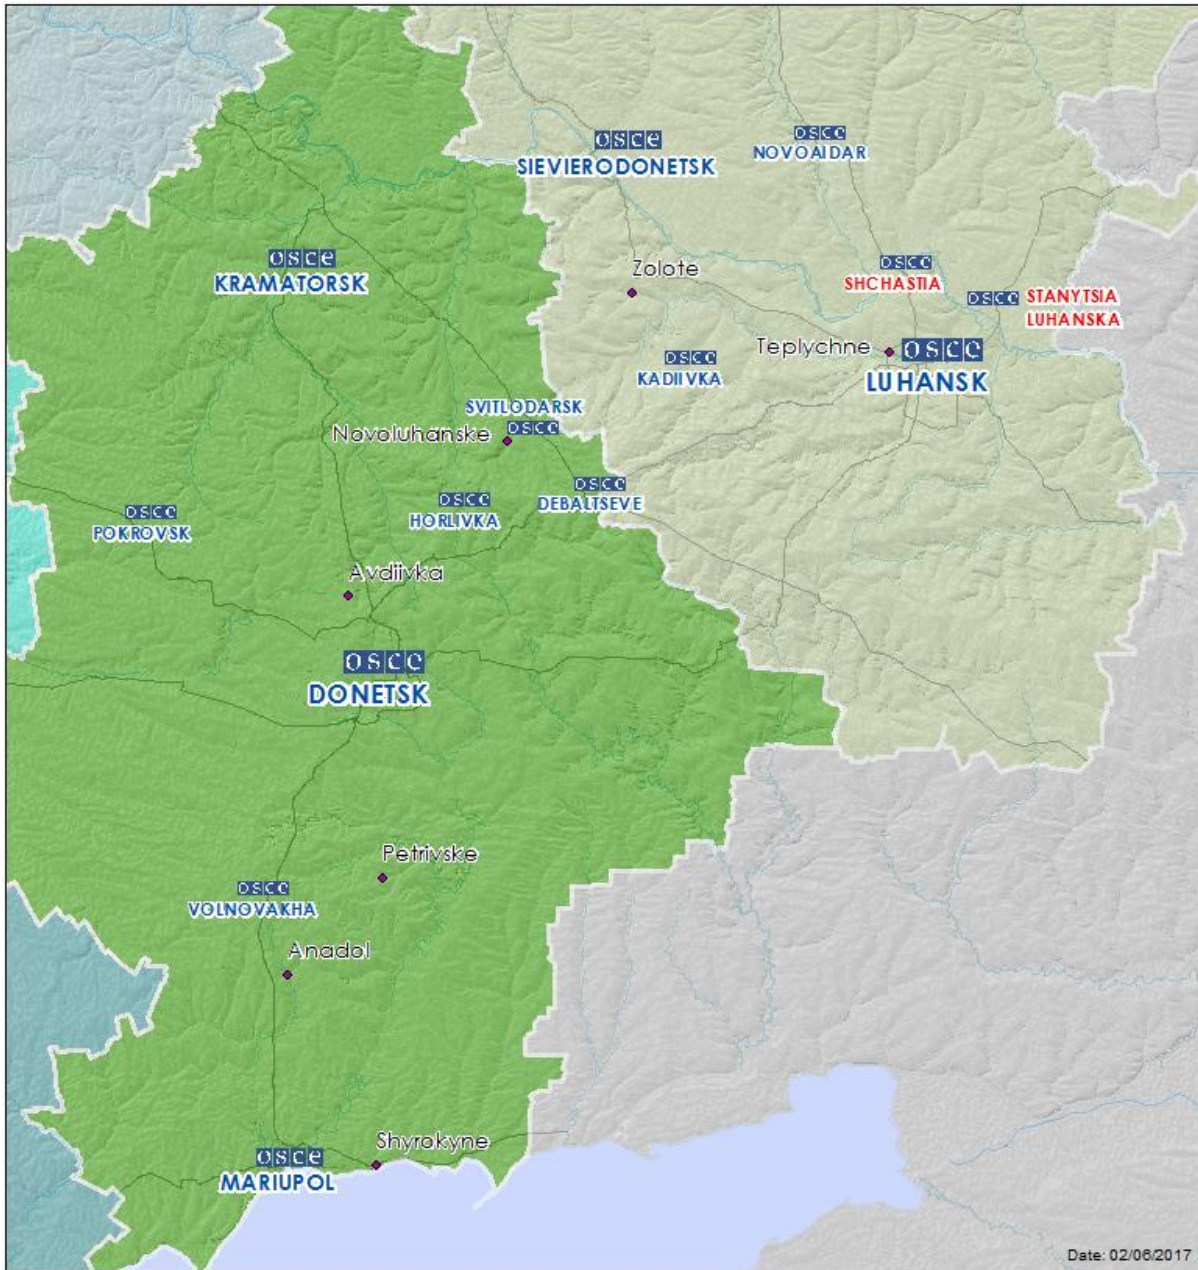 osce
SIEVIERODONETSK
osce
NOVOAIDAR
osce
KRAMATORSK
Zolote
osce
SHCHASTIA
osce
STANYTSIA
LUHANSKA
Teplychne
osce
LUHANSK
osce
KADIIVKA
SVITLODARSK
osce
Novoluhanske
osce
POKROVSK
osce
HORLIVKA
osce
DEBALTSEVE
Avdiivka
osce
DONETSK
Petrivske
osce
VOLNOVAKHA
Anadol
Shyrokyne
osce
MARIUPOL
Date: 02/06/2017